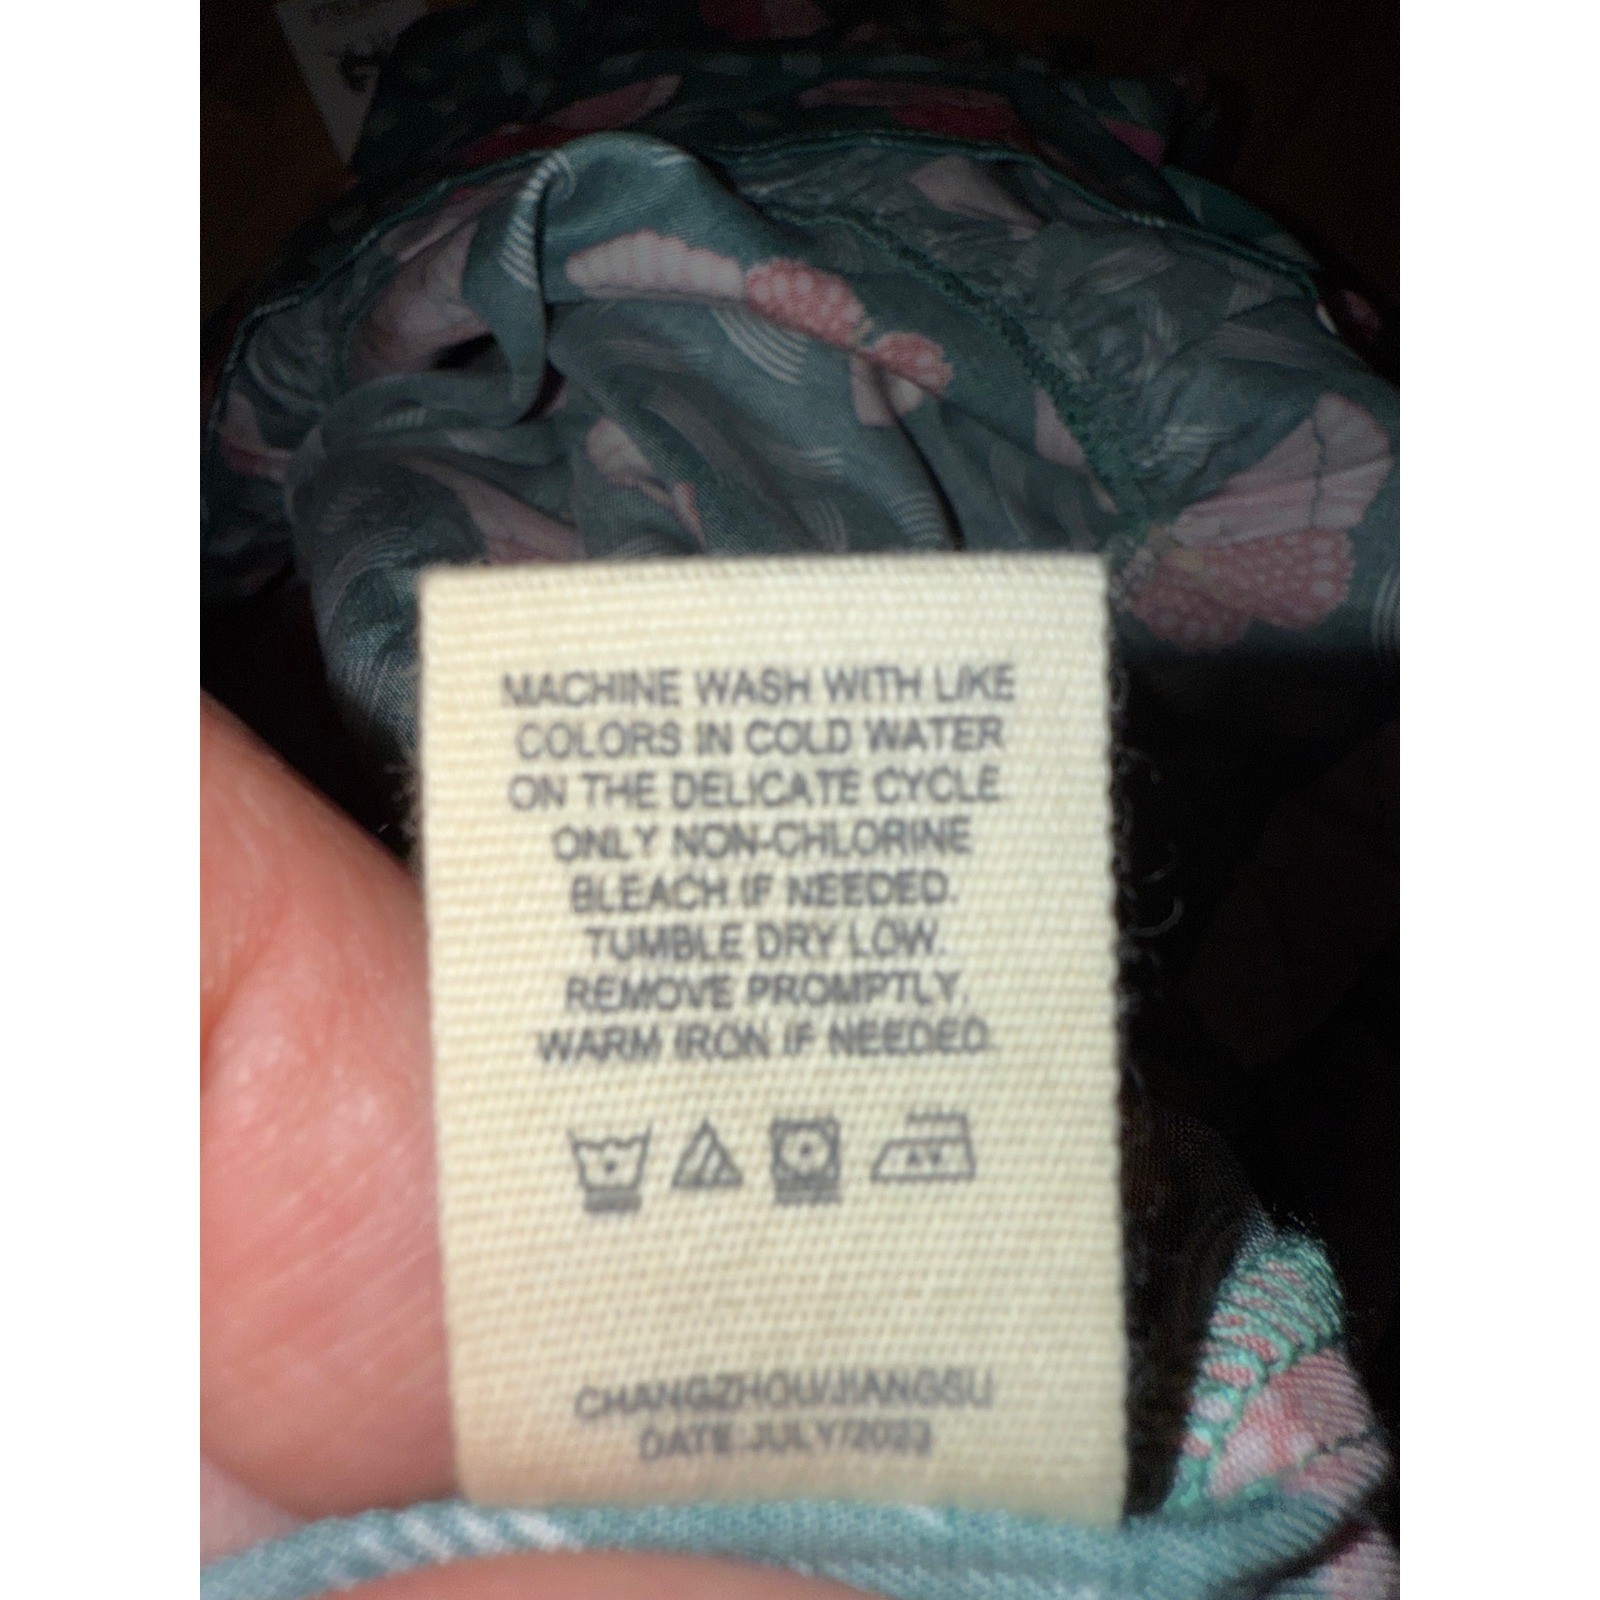 MACHINE WASH WITH LIKE
COLORS IN COLD WATER
ON THE DELICATE CYCLE
ONLY NON-CHLORINE
BLEACH IF NEEDED.
TUMBLE DRY LOW.
REMOVE PROMPTLY.
WARM IRON IF NEEDED
CHANGZHOU/JIANGSU
DATE:JULY/2023